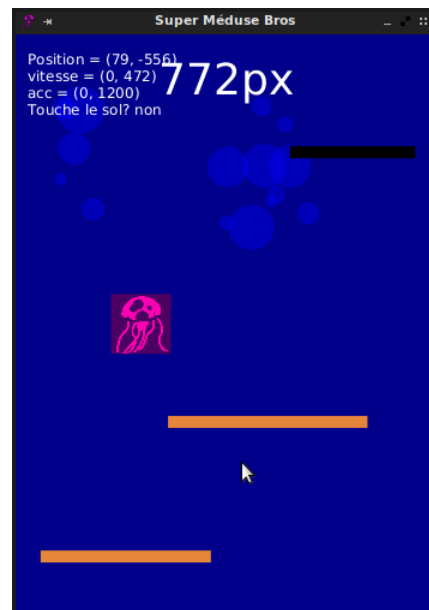 Super Méduse Bros
Position = (79, -556)
vitesse = (0, 472)
acc = (0, 1200)
Touche le sol? non
772px